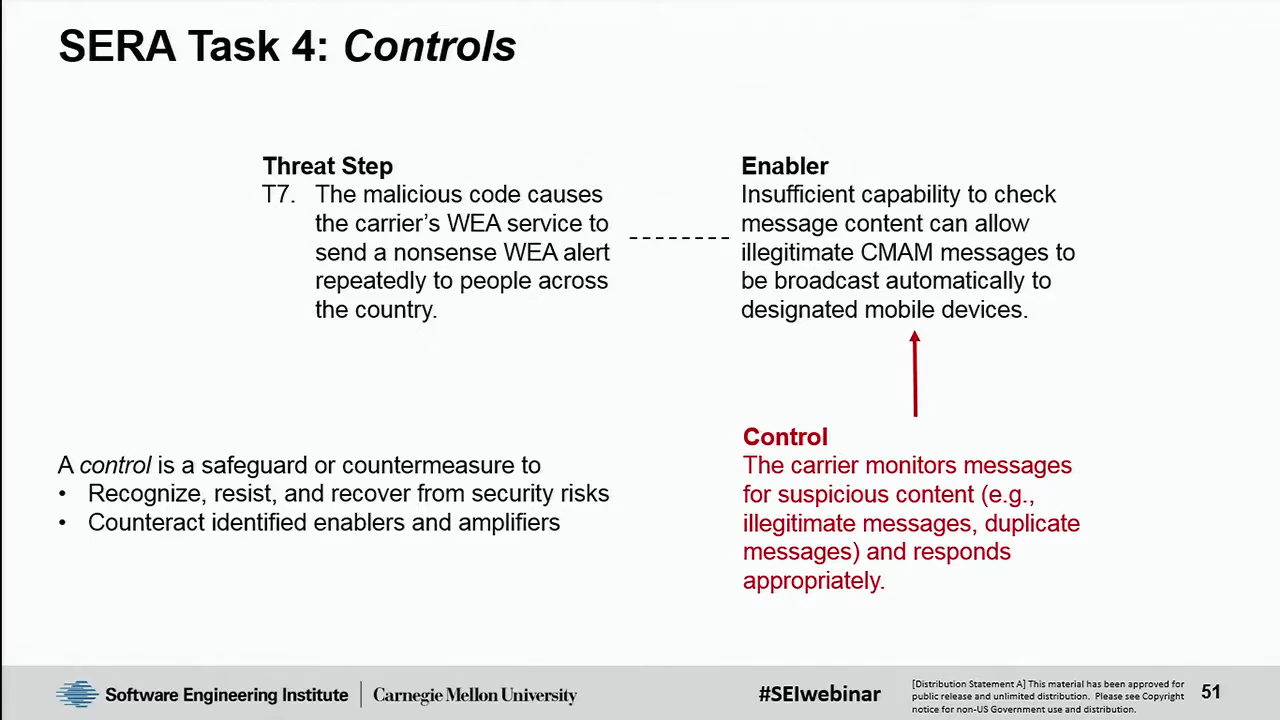 SERA Task 4: Controls
Threat Step
T7. The malicious code causes
the carrier’s WEA service to
send a nonsense WEA alert
repeatedly to people across
the country.
Enabler
Insufficient capability to check
message content can allow
illegitimate CMAM messages to
be broadcast automatically to
designated mobile devices.
A control is a safeguard or countermeasure to
• Recognize, resist, and recover from security risks
• Counteract identified enablers and amplifiers
Control
The carrier monitors messages
for suspicious content (e.g.,
illegitimate messages, duplicate
messages) and responds
appropriately.
Software Engineering Institute | Carnegie Mellon University
#SEIwebinar
[Distribution Statement A] This material has been approved for
public release and unlimited distribution. Please see Copyright
notice for non-US Government use and distribution.
51